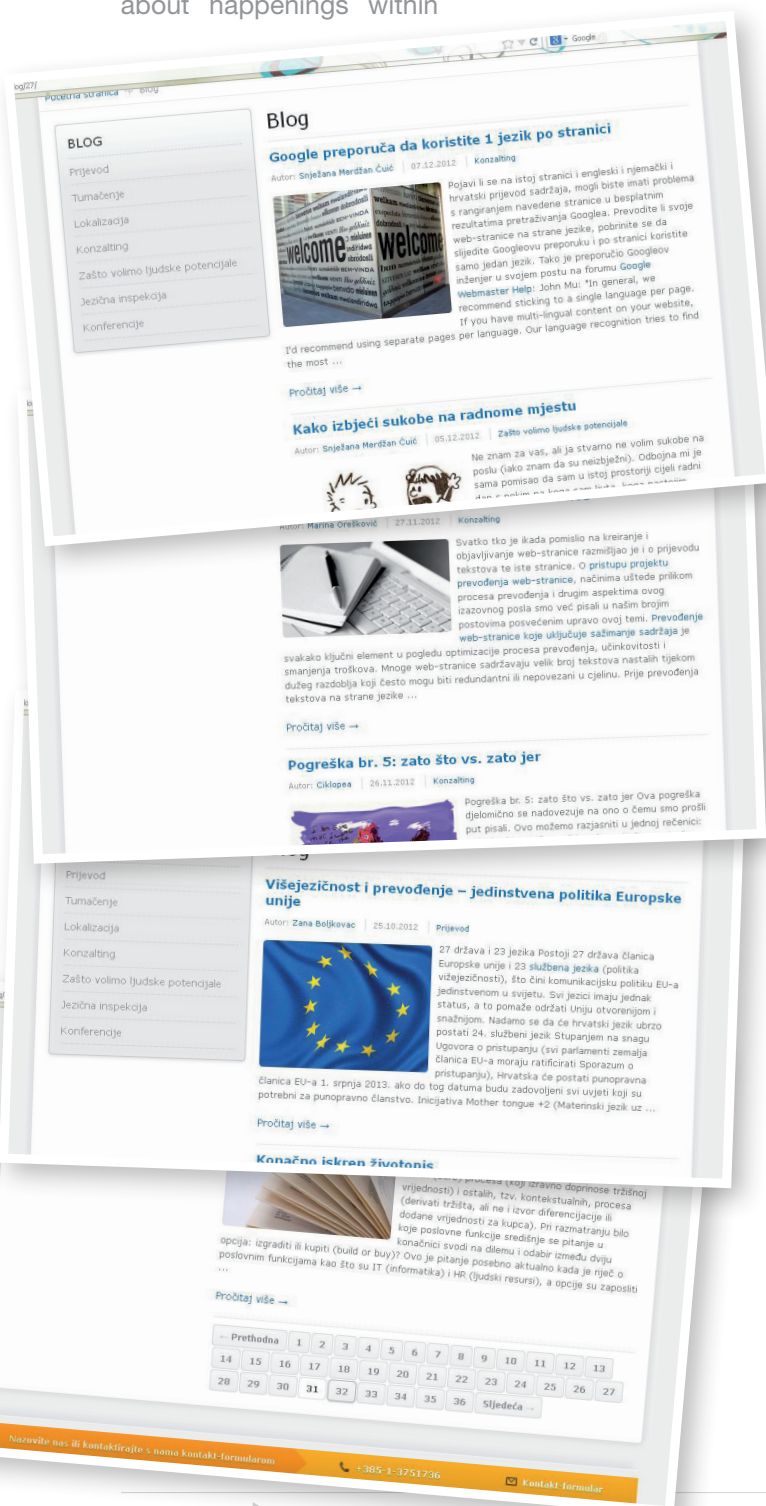 about happenings within
Google
og/27/
Početna stranica → Blog
BLOG
Prijevod
Tumačenje
Lokalizacija
Konzalting
Zašto volimo ljudske potencijale
Jezična inspekcija
Konferencije
Blog
Google preporuča da koristite 1 jezik po stranici
Autor: Snježana Merdžan Ćuić | 07.12.2012 | Konzalting
welcome welcome
Pojavi li se na istoj stranici i engleski i njemački i
hrvatski prijevod sadržaja, mogli biste imati problema
s rangiranjem navedene stranice u besplatnim
rezultatima pretraživanja Googlea. Prevodite li svoje
web-stranice na strane jezike, pobrinite se da
slijedite Googleovu preporuku i po stranici koristite
samo jedan jezik. Tako je preporučio Googleov
inženjer u svojem postu na forumu Google
Webmaster Help: John Mu: "In general, we
recommend sticking to a single language per page.
If you have multi-lingual content on your website,
I'd recommend using separate pages per language. Our language recognition tries to find
the most ...
Pročitaj više →
Kako izbjeći sukobe na radnome mjestu
Autor: Snježana Merdžan Ćuić | 05.12.2012 | Zašto volimo ljudske potencijale
Ne znam za vas, ali ja stvarno ne volim sukobe na
poslu (iako znam da su neizbježni). Odbojna mi je
sama pomisao da sam u istoj prostoriji cijeli radni
Autor: Marina Orešković | 27.11.2012 | Konzalting
Svatko tko je ikada pomislio na kreiranje i
objavljivanje web-stranice razmišljao je i o prijevodu
tekstova te iste stranice. O pristupu projektu
prevođenja web-stranice, načinima uštede prilikom
procesa prevođenja i drugim aspektima ovog
izazovnog posla smo već pisali u našim brojim
postovima posvećenim upravo ovoj temi. Prevođenje
web-stranice koje uključuje sažimanje sadržaja je
svakako ključni element u pogledu optimizacije procesa prevođenja, učinkovitosti i
smanjenja troškova. Mnoge web-stranice sadržavaju velik broj tekstova nastalih tijekom
dužeg razdoblja koji često mogu biti redundantni ili nepovezani u cjelinu. Prije prevođenja
tekstova na strane jezike ...
Pročitaj više →
Pogreška br. 5: zato što vs. zato jer
Autor: Ciklopea | 26.11.2012 | Konzalting
Pogreška br. 5: zato što vs. zato jer Ova pogreška
djelomično se nadovezuje na ono o čemu smo prošli
put pisali. Ovo možemo razjasniti u jednoj rečenici:
Prijevod
Tumačenje
Lokalizacija
Konzalting
Zašto volimo ljudske potencijale
Jezična inspekcija
Konferencije
Višejezičnost i prevođenje – jedinstvena politika Europske
unije
Autor: Zana Boljkovac | 25.10.2012 | Prijevod
27 država i 23 jezika Postoji 27 država članica
Europske unije i 23 službena jezika (politika
vižejezičnosti), što čini komunikacijsku politiku EU-a
jedinstvenom u svijetu. Svi jezici imaju jednak
status, a to pomaže održati Uniju otvorenijom i
snažnijom. Nadamo se da će hrvatski jezik ubrzo
postati 24. službeni jezik Stupanjem na snagu
Ugovora o pristupanju (svi parlamenti zemalja
članica EU-a moraju ratificirati Sporazum o
pristupanju), Hrvatska će postati punopravna
članica EU-a 1. srpnja 2013. ako do tog datuma budu zadovoljeni svi uvjeti koji su
potrebni za punopravno članstvo. Inicijativa Mother tongue +2 (Materinski jezik uz ...
Pročitaj više →
Konačno iskren životopis
procesa (koji izravno doprinose tržišnoj
vrijednosti) i ostalih, tzv. kontekstualnih, procesa
(derivati tržišta, ali ne i izvor diferencijacije ili
dodane vrijednosti za kupca). Pri razmatranju bilo
koje poslovne funkcije središnje se pitanje u
konačnici svodi na dilemu i odabir između dviju
opcija: izgraditi ili kupiti (build or buy)? Ovo je pitanje posebno aktualno kada je riječ o
poslovnim funkcijama kao što su IT (informatika) i HR (ljudski resursi), a opcije su zaposliti
...
Pročitaj više →
← Prethodna 1 2 3 4 5 6 7 8 9 10 11 12 13
14 15 16 17 18 19 20 21 22 23 24 25 26 27
28 29 30 31 32 33 34 35 36 Sljedeća →
Nazovite nas ili kontaktirajte s nama kontakt-formularom
+385-1-3751736
Kontakt-formular